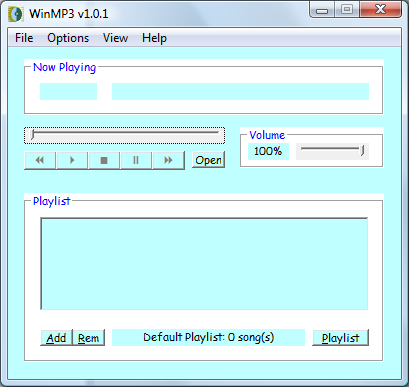 WinMP3 v1.0.1
File Options View Help
Now Playing
Volume
100%
Open
Playlist
Add Rem Default Playlist: 0 song(s) Playlist